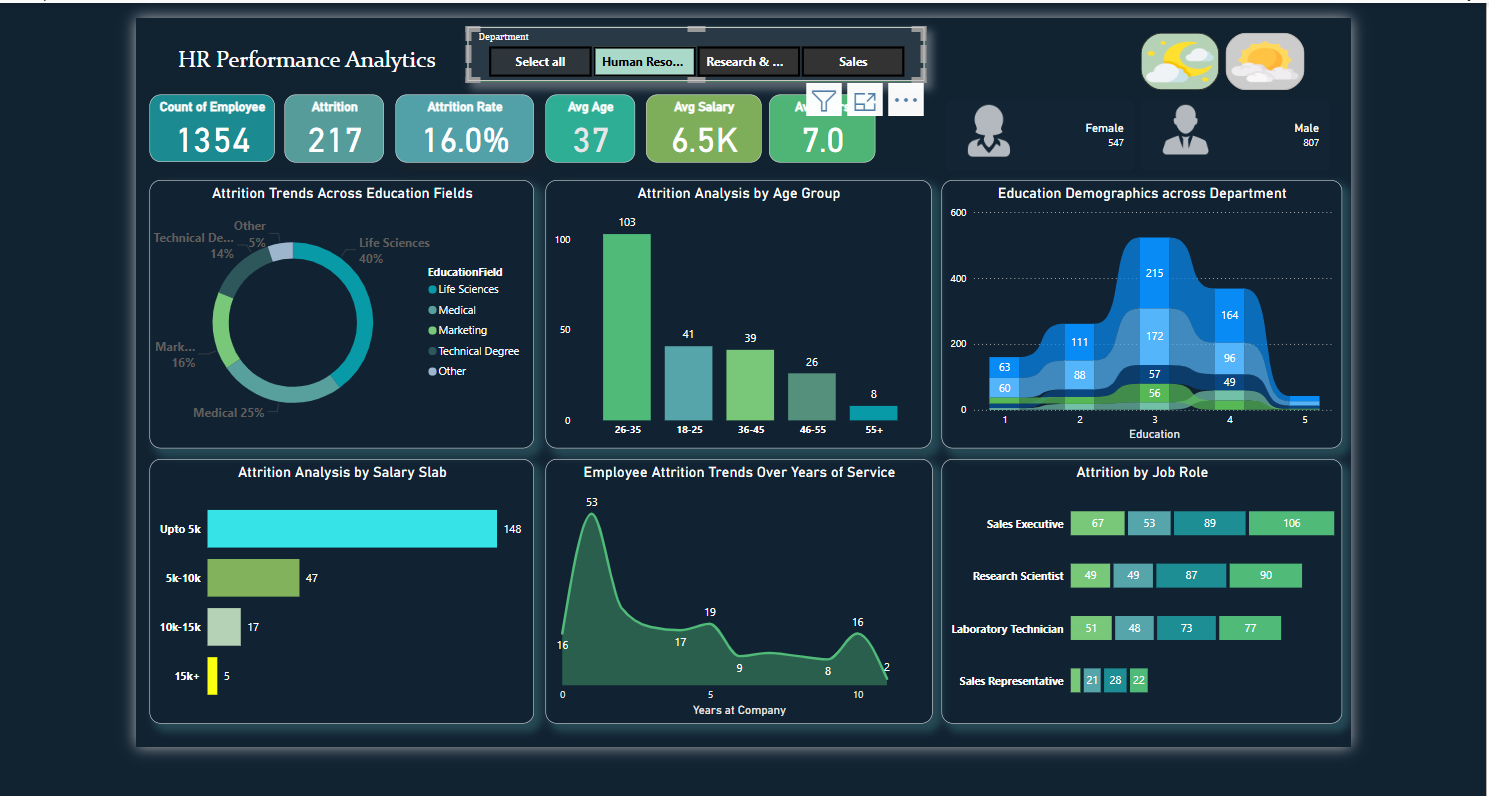 HR Performance Analytics
Department
Select all
Human Reso...
Research & ...
Sales
Count of Employee
1354
Attrition
217
Attrition Rate
16.0%
Avg Age
37
Avg Salary
6.5K
7.0
Female
547
Male
807
Attrition Trends Across Education Fields
Other
5%
Technical De...
14%
Life Sciences
40%
Mark...
16%
Medical 25%
EducationField
Life Sciences
Medical
Marketing
Technical Degree
Other
Attrition Analysis by Age Group
100
50
0
103
41
39
26
8
26-35
18-25
36-45
46-55
55+
Education Demographics across Department
600
400
200
0
63
60
111
88
215
172
57
56
164
96
49
1
2
3
4
5
Education
Attrition Analysis by Salary Slab
Upto 5k
148
5k-10k
47
10k-15k
17
15k+
5
Employee Attrition Trends Over Years of Service
16
53
17
19
9
8
16
2
0
5
10
Years at Company
Attrition by Job Role
Sales Executive
67
53
89
106
Research Scientist
49
49
87
90
Laboratory Technician
51
48
73
77
Sales Representative
21
28
22